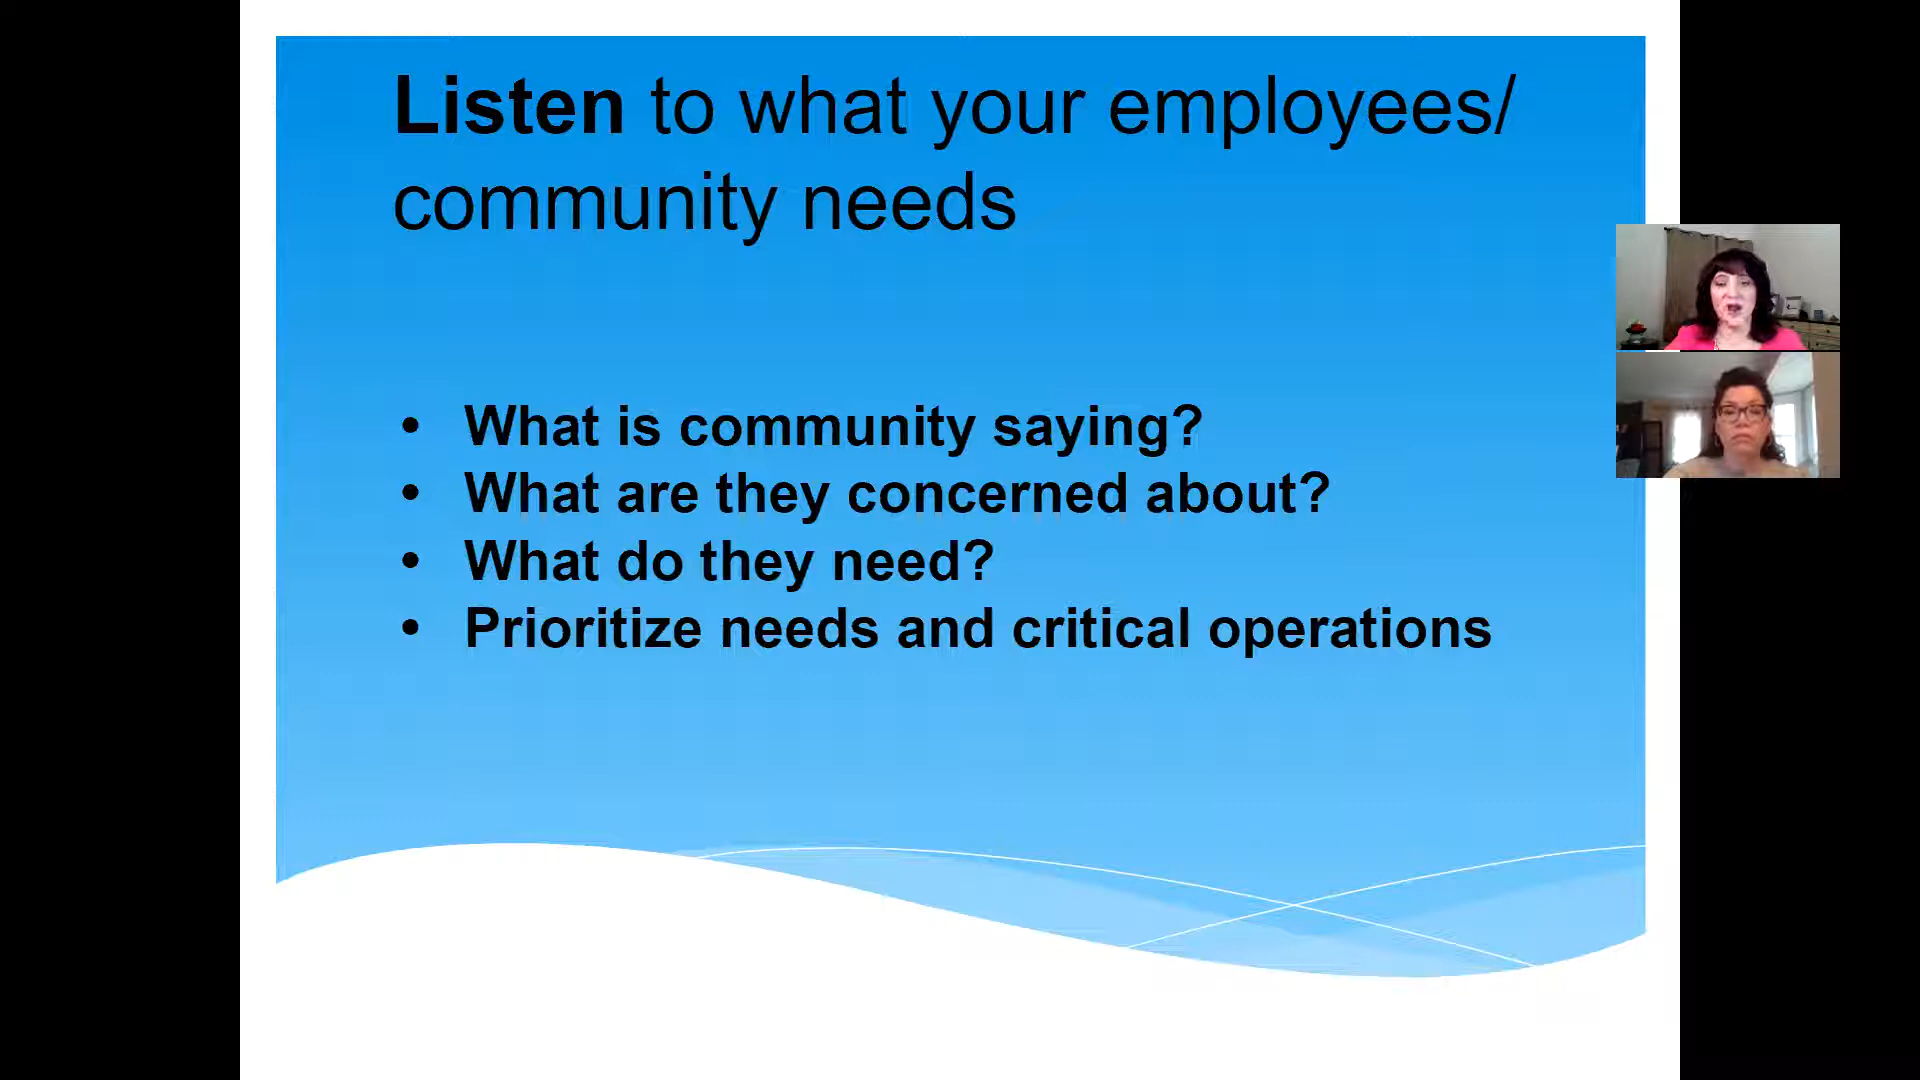 Listen to what your employees/
community needs
• What is community saying?
• What are they concerned about?
• What do they need?
• Prioritize needs and critical operations